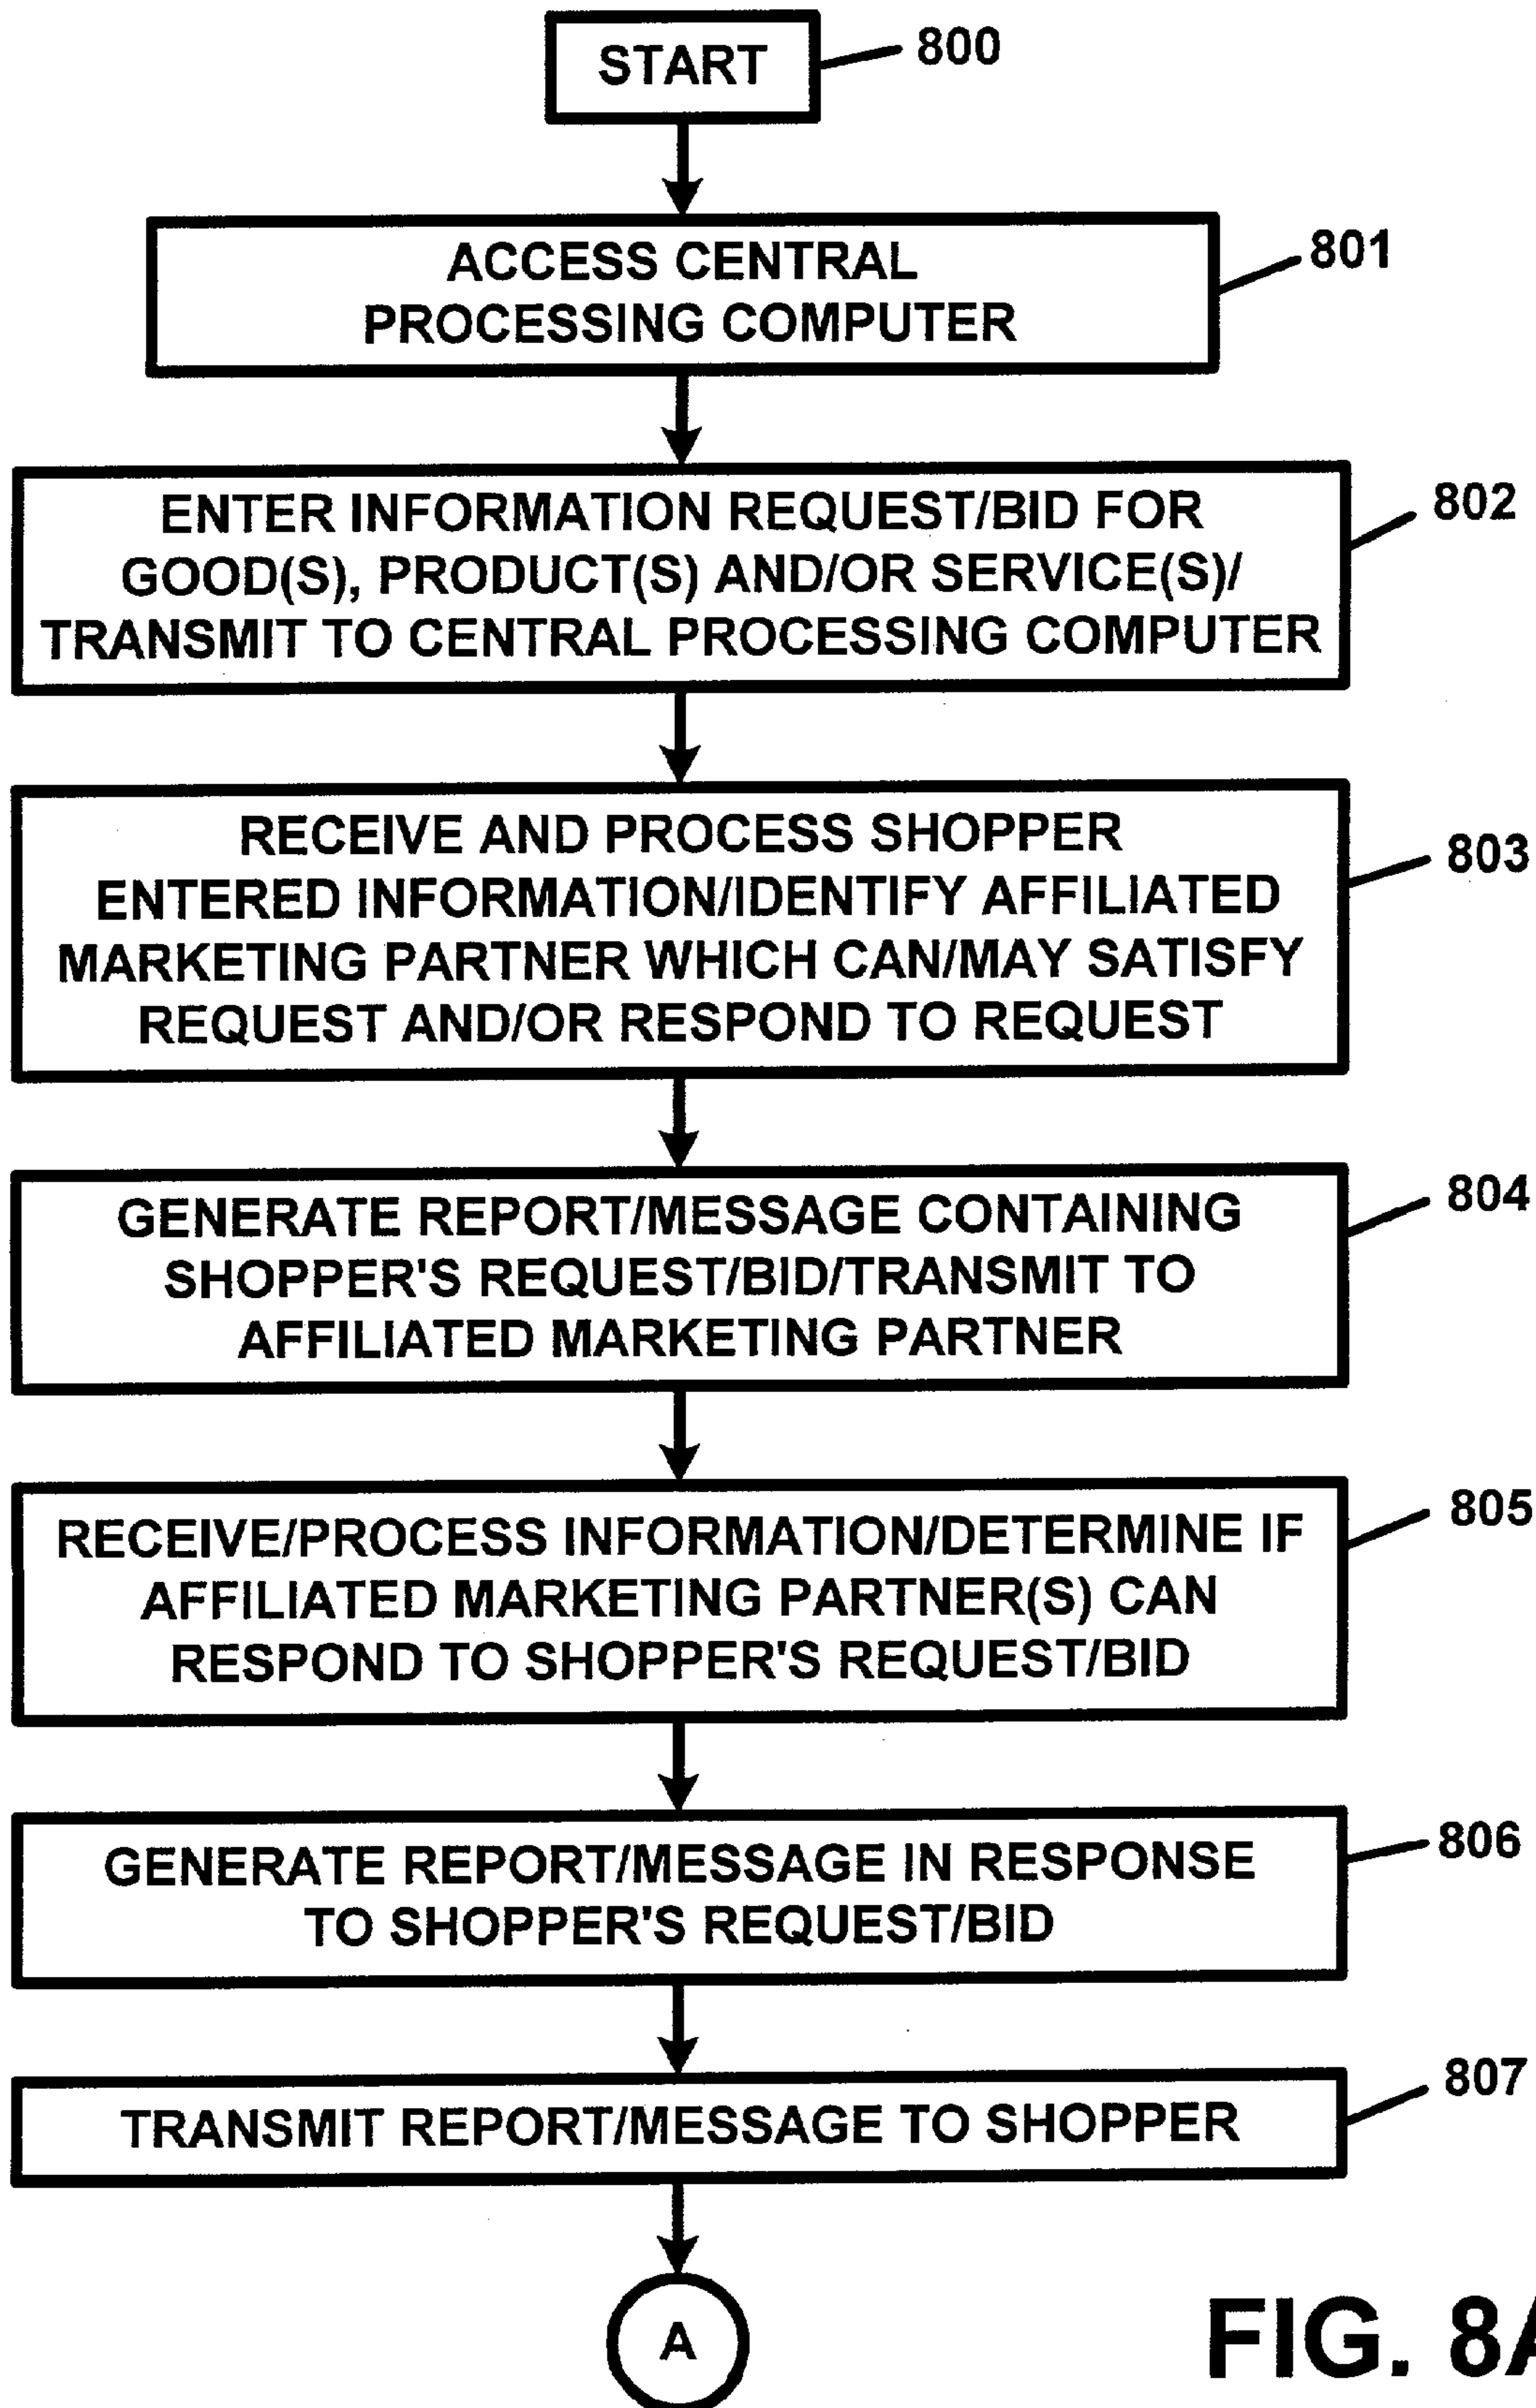 START
800
ACCESS CENTRAL
PROCESSING COMPUTER
801
ENTER INFORMATION REQUEST/BID FOR
GOOD(S), PRODUCT(S) AND/OR SERVICE(S)/
TRANSMIT TO CENTRAL PROCESSING COMPUTER
802
RECEIVE AND PROCESS SHOPPER
ENTERED INFORMATION/IDENTIFY AFFILIATED
MARKETING PARTNER WHICH CAN/MAY SATISFY
REQUEST AND/OR RESPOND TO REQUEST
803
GENERATE REPORT/MESSAGE CONTAINING
SHOPPER'S REQUEST/BID/TRANSMIT TO
AFFILIATED MARKETING PARTNER
804
RECEIVE/PROCESS INFORMATION/DETERMINE IF
AFFILIATED MARKETING PARTNER(S) CAN
RESPOND TO SHOPPER'S REQUEST/BID
805
GENERATE REPORT/MESSAGE IN RESPONSE
TO SHOPPER'S REQUEST/BID
806
TRANSMIT REPORT/MESSAGE TO SHOPPER
807
A
FIG. 8A